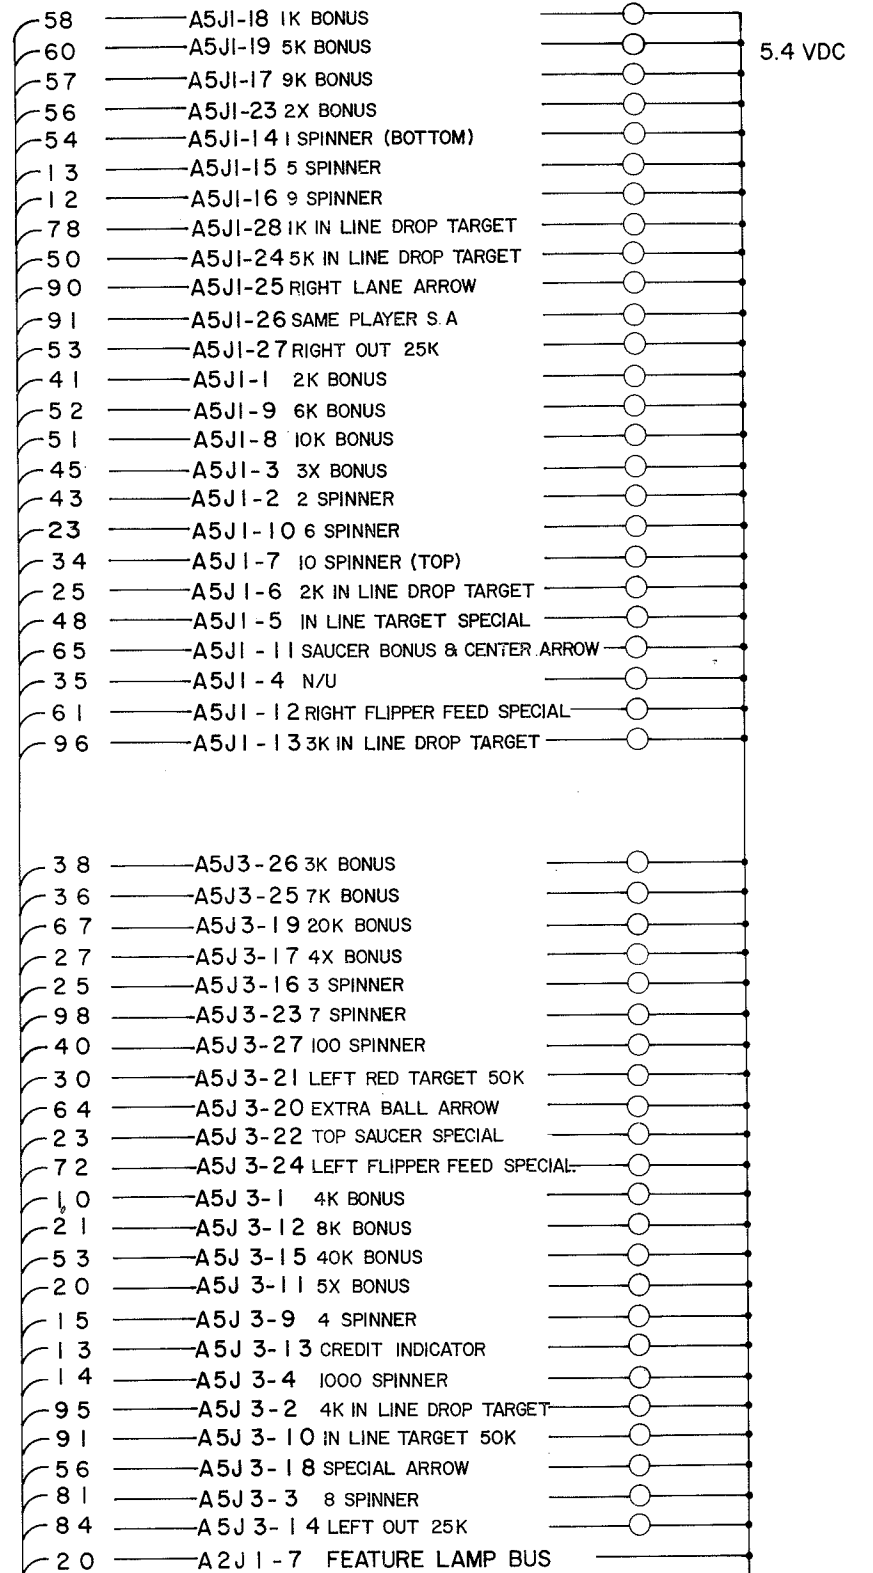 58 A5J1-18 1K BONUS
5.4 VDC
60 A5J1-19 5K BONUS
57 A5J1-17 9K BONUS
56 A5J1-23 2X BONUS
54 A5J1-14 1 SPINNER (BOTTOM)
13 A5J1-15 5 SPINNER
12 A5J1-16 9 SPINNER
78 A5J1-28 1K IN LINE DROP TARGET
50 A5J1-24 5K IN LINE DROP TARGET
90 A5J1-25 RIGHT LANE ARROW
91 A5J1-26 SAME PLAYER S.A
53 A5J1-27 RIGHT OUT 25K
41 A5J1-1 2K BONUS
52 A5J1-9 6K BONUS
51 A5J1-8 10K BONUS
45 A5J1-3 3X BONUS
43 A5J1-2 2 SPINNER
23 A5J1-10 6 SPINNER
34 A5J1-7 10 SPINNER (TOP)
25 A5J1-6 2K IN LINE DROP TARGET
48 A5J1-5 IN LINE TARGET SPECIAL
65 A5J1-11 SAUCER BONUS & CENTER ARROW
35 A5J1-4 N/U
61 A5J1-12 RIGHT FLIPPER FEED SPECIAL
96 A5J1-13 3K IN LINE DROP TARGET
38 A5J3-26 3K BONUS
36 A5J3-25 7K BONUS
67 A5J3-19 20K BONUS
27 A5J3-17 4X BONUS
25 A5J3-16 3 SPINNER
98 A5J3-23 7 SPINNER
40 A5J3-27 100 SPINNER
30 A5J3-21 LEFT RED TARGET 50K
64 A5J3-20 EXTRA BALL ARROW
23 A5J3-22 TOP SAUCER SPECIAL
72 A5J3-24 LEFT FLIPPER FEED SPECIAL
10 A5J3-1 4K BONUS
21 A5J3-12 8K BONUS
53 A5J3-15 40K BONUS
20 A5J3-11 5X BONUS
15 A5J3-9 4 SPINNER
13 A5J3-13 CREDIT INDICATOR
14 A5J3-4 1000 SPINNER
95 A5J3-2 4K IN LINE DROP TARGET
91 A5J3-10 IN LINE TARGET 50K
56 A5J3-18 SPECIAL ARROW
81 A5J3-3 8 SPINNER
84 A5J3-14 LEFT OUT 25K
20 A2J1-7 FEATURE LAMP BUS